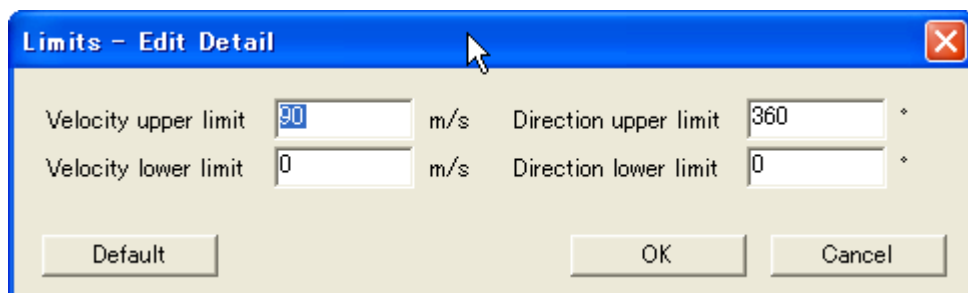 Limits - Edit Detail
Velocity upper limit 90 m/s Direction upper limit 360 °
Velocity lower limit 0 m/s Direction lower limit 0 °
Default OK Cancel